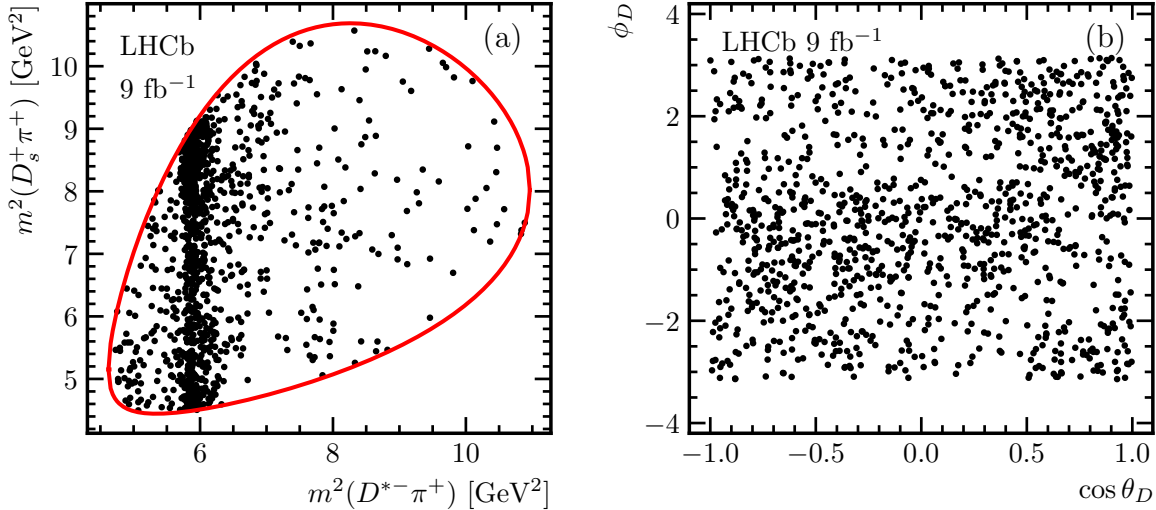 (a)
LHCb
9 fb⁻¹
m²(D_s⁺π⁺) [GeV²]
10
9
8
7
6
5
6
8
10
m²(D*⁻π⁺) [GeV²]
(b)
LHCb 9 fb⁻¹
ϕ_D
4
2
0
−2
−4
−1.0
−0.5
0.0
0.5
1.0
cos θ_D